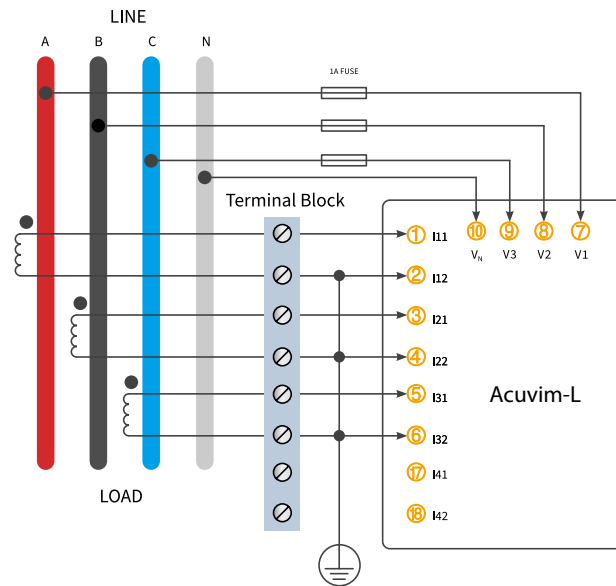 LINE
A B C N
1A FUSE
Terminal Block
1 I11
10 9 8 7
VN V3 V2 V1
2 I12
3 I21
4 I22
5 I31
Acuvim-L
6 I32
17 I41
LOAD
18 I42